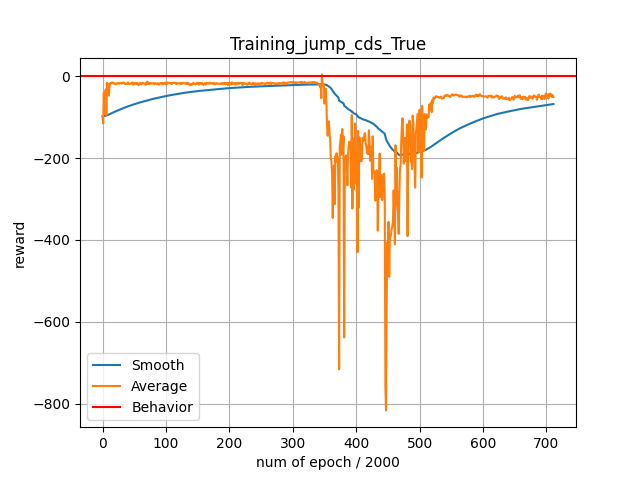 Training_jump_cds_True
reward
0
−200
−400
−600
−800
Smooth
Average
Behavior
0 100 200 300 400 500 600 700
num of epoch / 2000